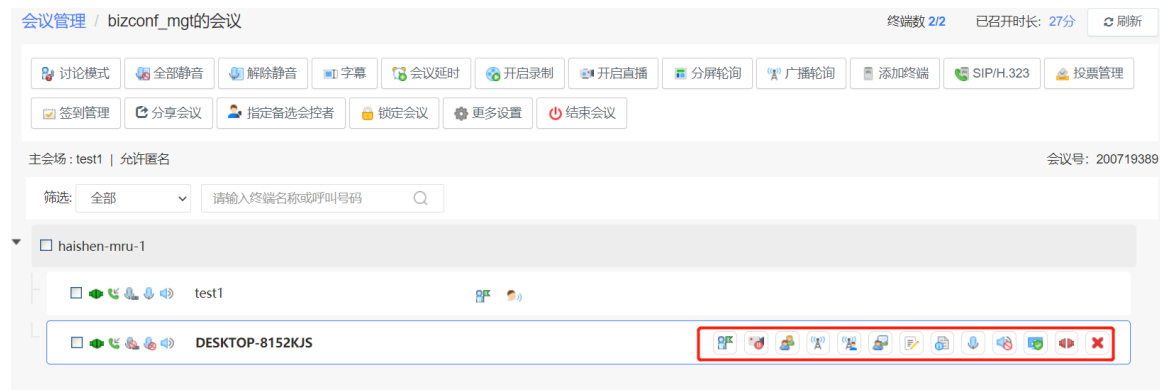 会议管理 / bizconf_mgt的会议 终端数 2/2 已召开时长: 27分 刷新
讨论模式 全部静音 解除静音 字幕 会议延时 开启录制 开启直播 分屏轮询 广播轮询 添加终端 SIP/H.323 投票管理
签到管理 分享会议 指定备选会控者 锁定会议 更多设置 结束会议
主会场 : test1 | 允许匿名 会议号: 200719389
筛选: 全部 请输入终端名称或呼叫号码
haishen-mru-1
test1
DESKTOP-8152KJS